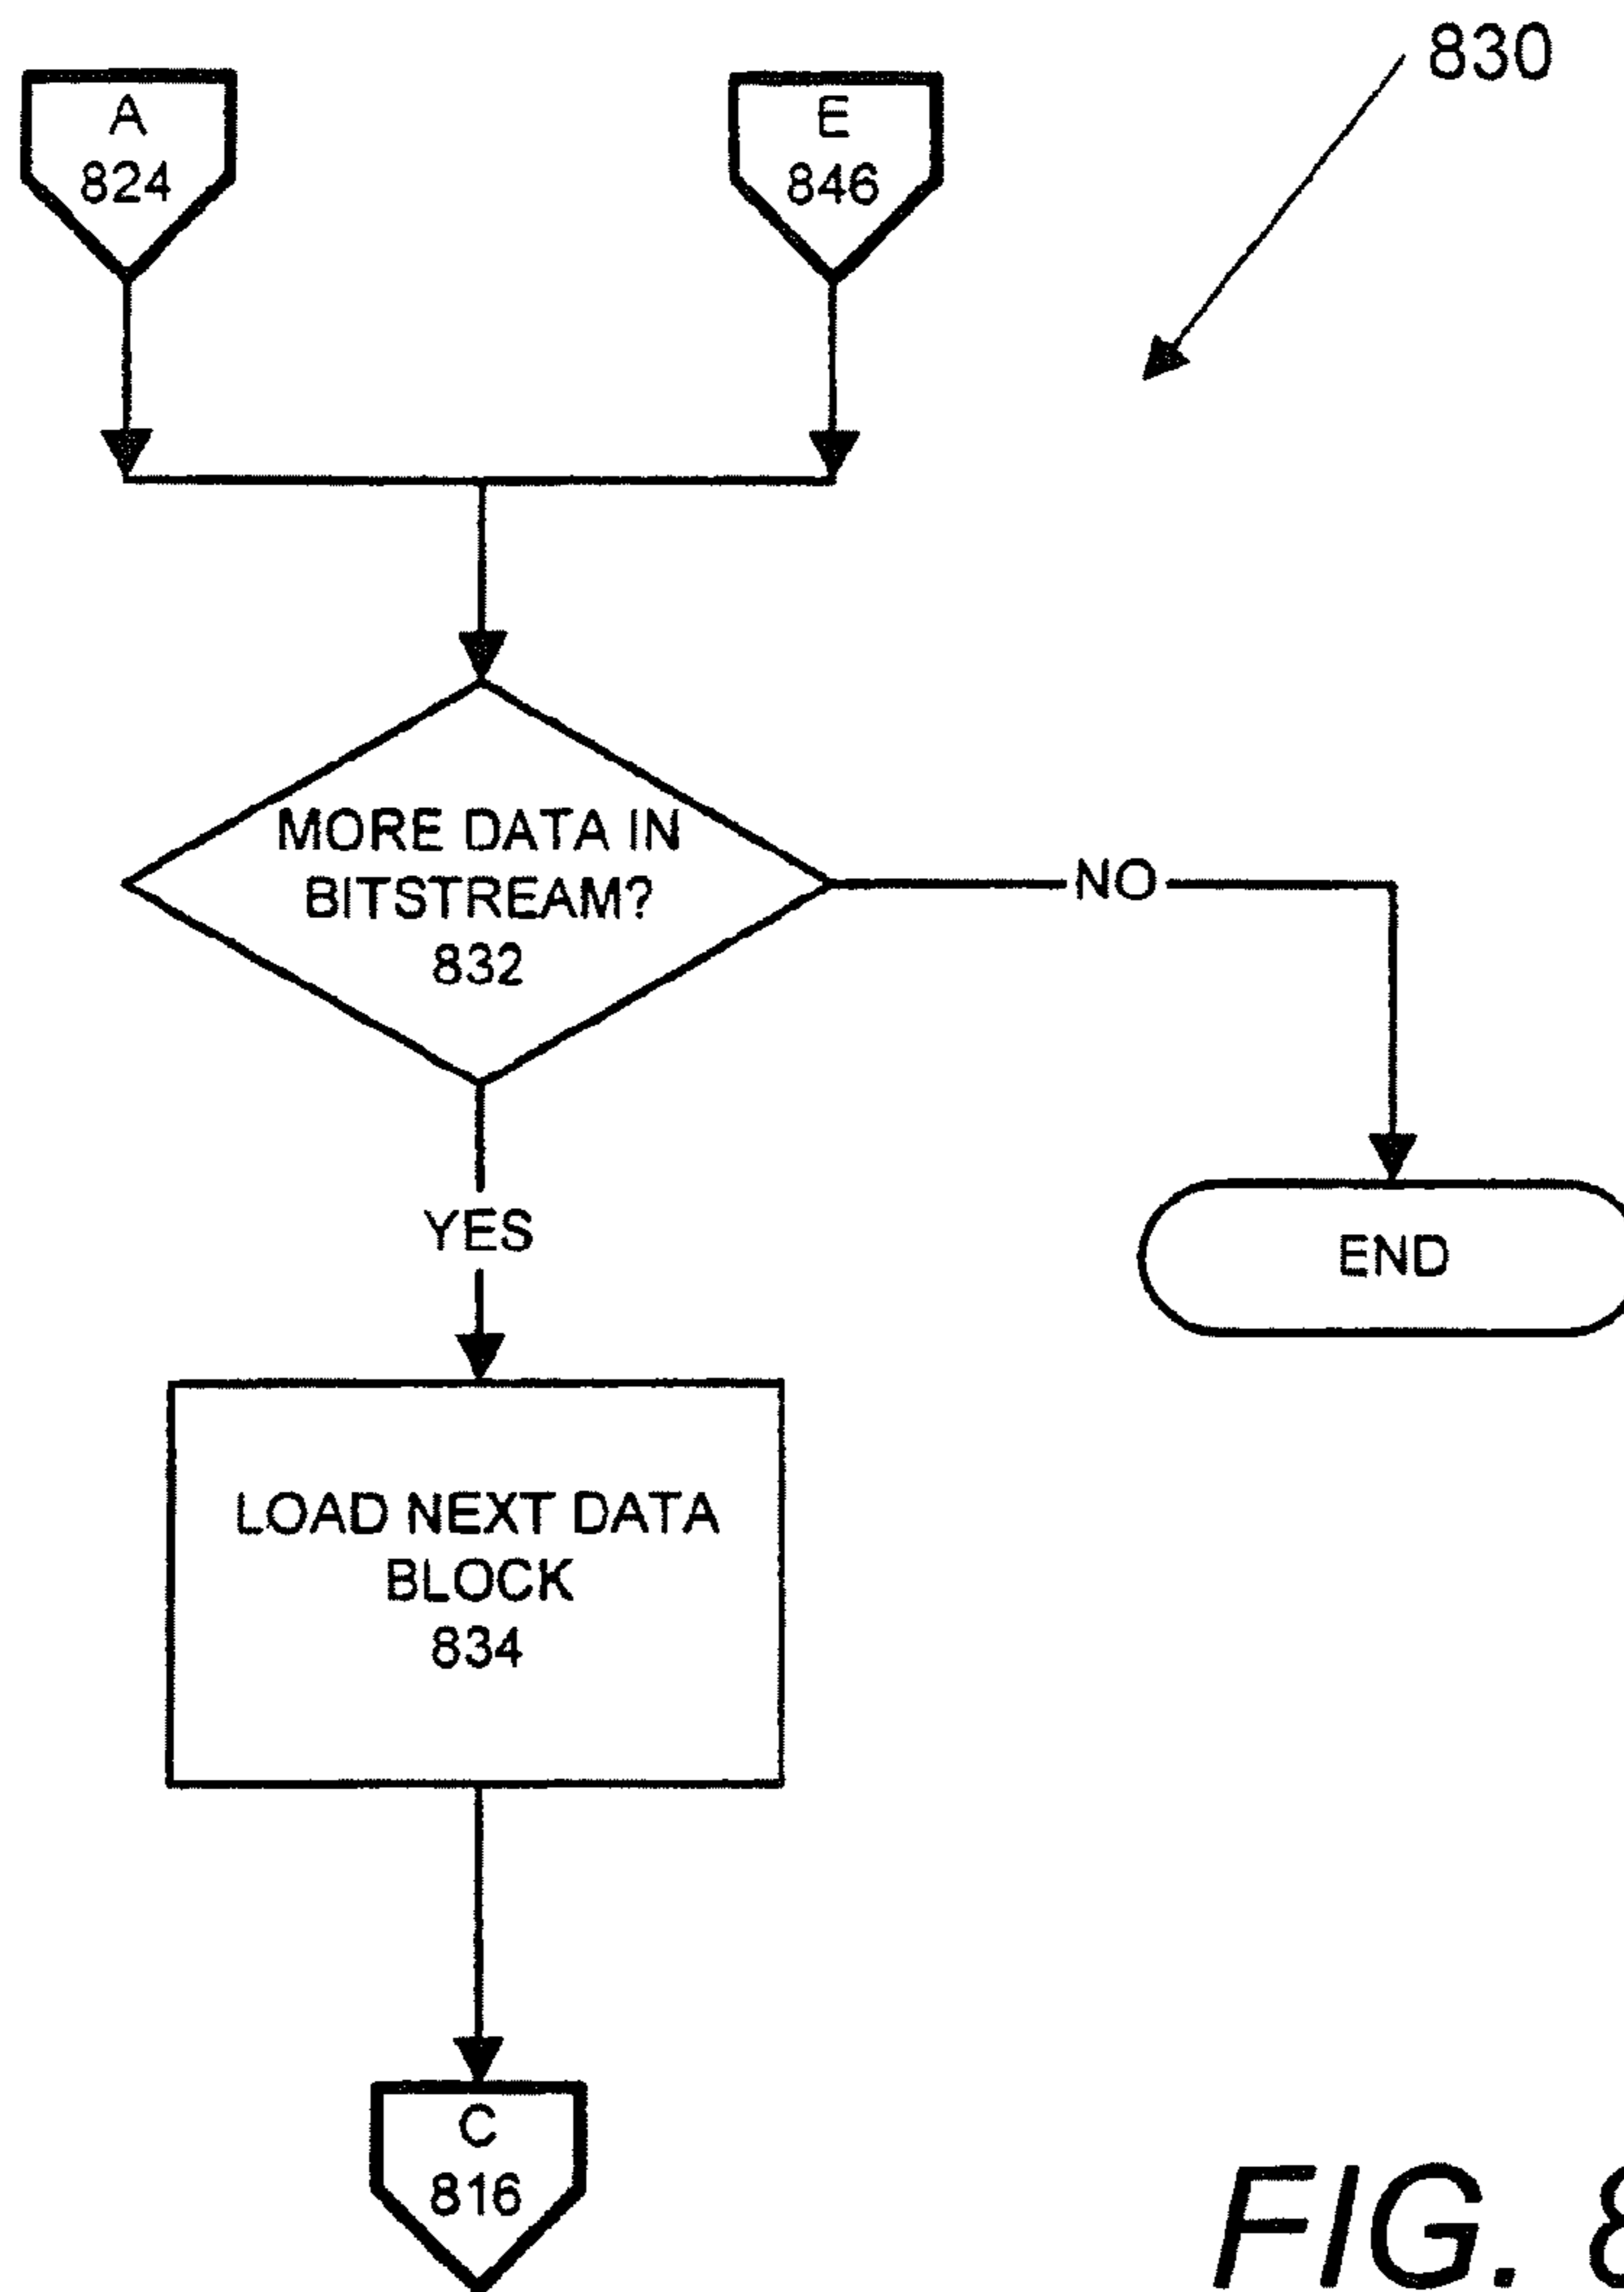 830
A
824
E
846
MORE DATA IN
BITSTREAM?
832
NO
YES
END
LOAD NEXT DATA
BLOCK
834
C
816
FIG. 8